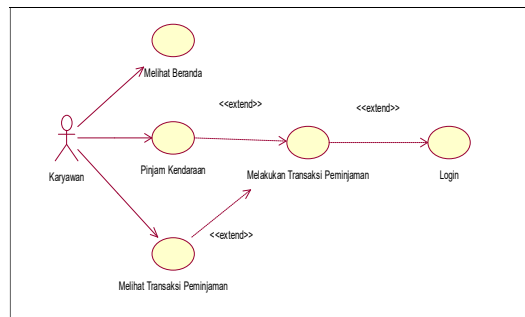 Melihat Beranda
<<extend>>
<<extend>>
Karyawan
Pinjam Kendaraan
Melakukan Transaksi Peminjaman
Login
<<extend>>
Melihat Transaksi Peminjaman